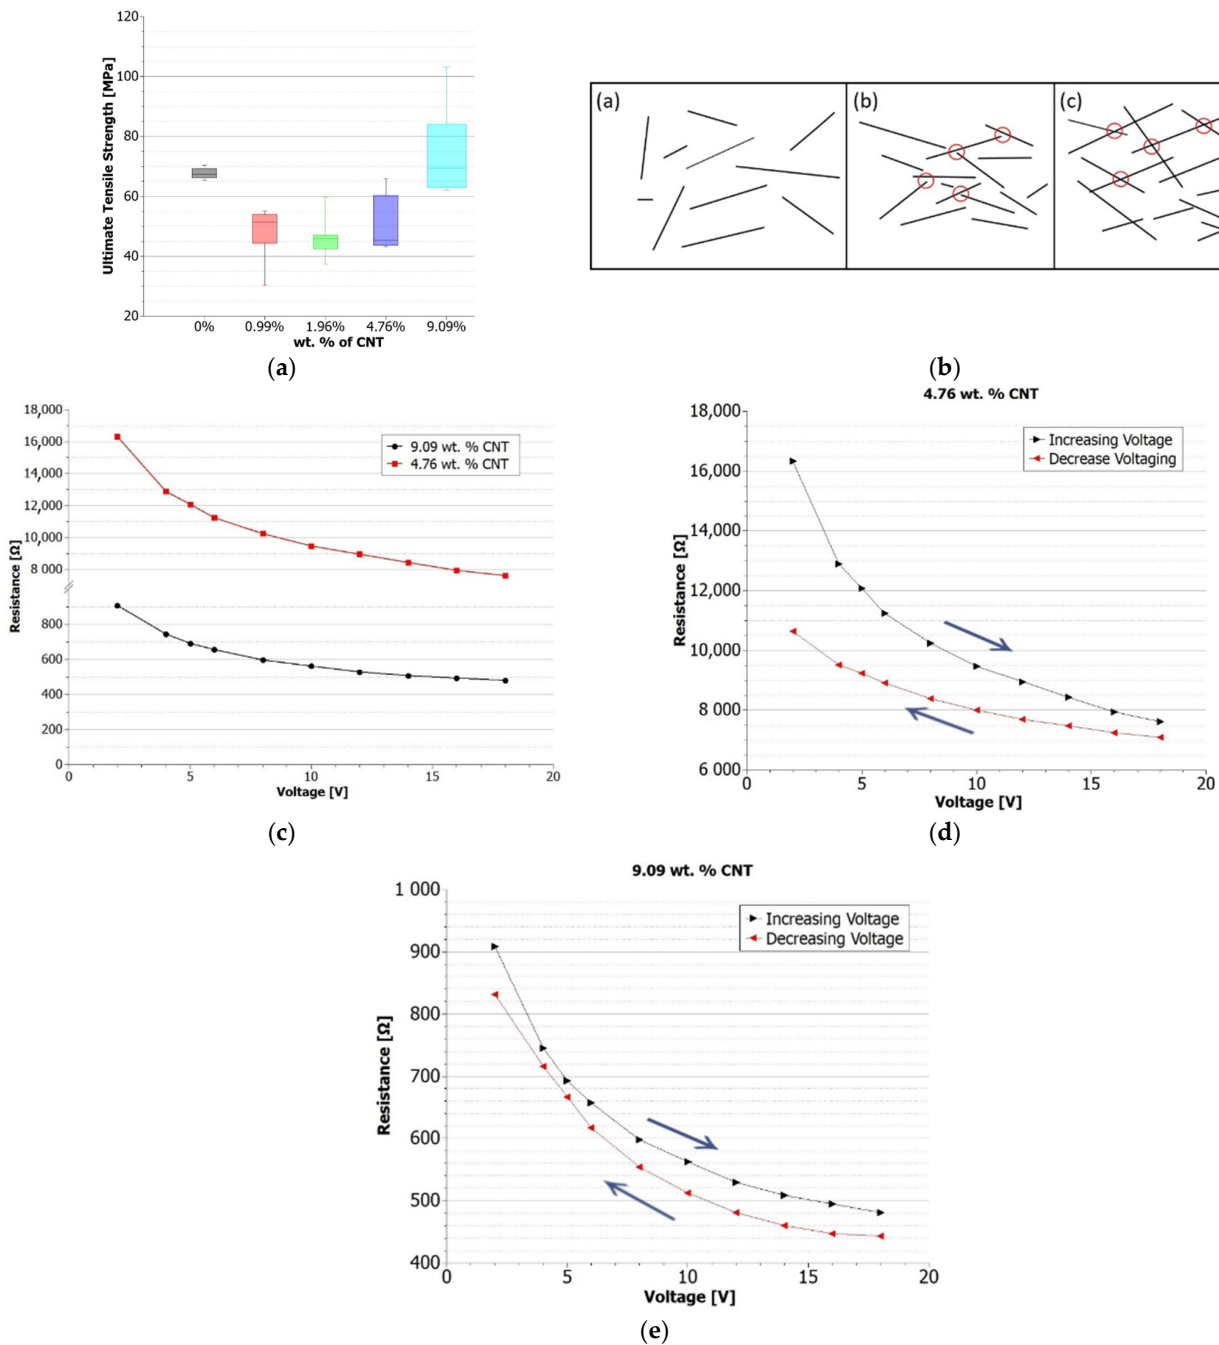 120
100
80
60
40
20
Ultimate Tensile Strength [MPa]
0% 0.99% 1.96% 4.76% 9.09%
wt. % of CNT
(a)
(a) (b) (c)
(b)
18,000
16,000
14,000
12,000
10,000
8 000
800
600
400
200
0
Resistance [Ω]
9.09 wt. % CNT
4.76 wt. % CNT
0 5 10 15 20
Voltage [V]
(c)
4.76 wt. % CNT
18,000
16,000
14,000
12,000
10,000
8 000
6 000
Resistance [Ω]
Increasing Voltage
Decrease Voltaging
0 5 10 15 20
Voltage [V]
(d)
9.09 wt. % CNT
1 000
900
800
700
600
500
400
Resistance [Ω]
Increasing Voltage
Decreasing Voltage
0 5 10 15 20
Voltage [V]
(e)